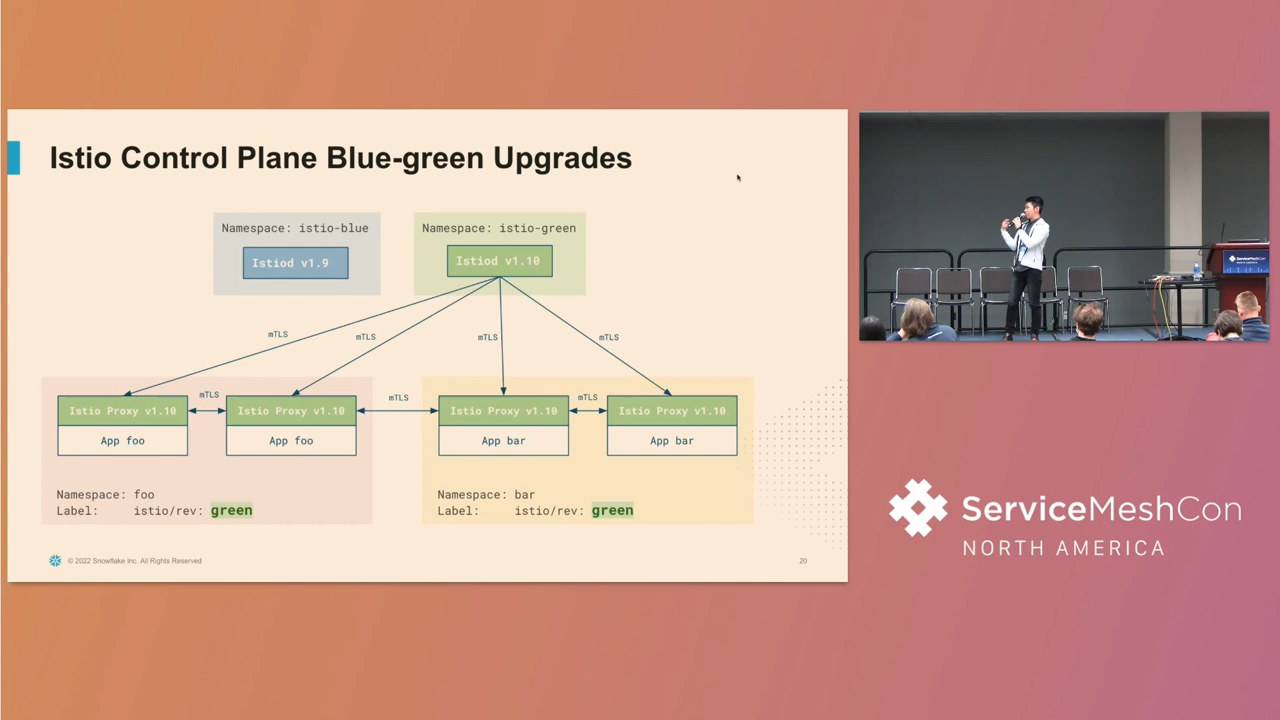 Istio Control Plane Blue-green Upgrades
Namespace: istio-blue
Istiod v1.9
Namespace: istio-green
Istiod v1.10
mTLS
mTLS
mTLS
mTLS
Istio Proxy v1.10
mTLS
Istio Proxy v1.10
mTLS
Istio Proxy v1.10
mTLS
Istio Proxy v1.10
App foo
App foo
App bar
App bar
Namespace: foo
Label: istio/rev: green
Namespace: bar
Label: istio/rev: green
© 2022 Snowflake Inc. All Rights Reserved
20
ServiceMeshCon
ServiceMeshCon
NORTH AMERICA